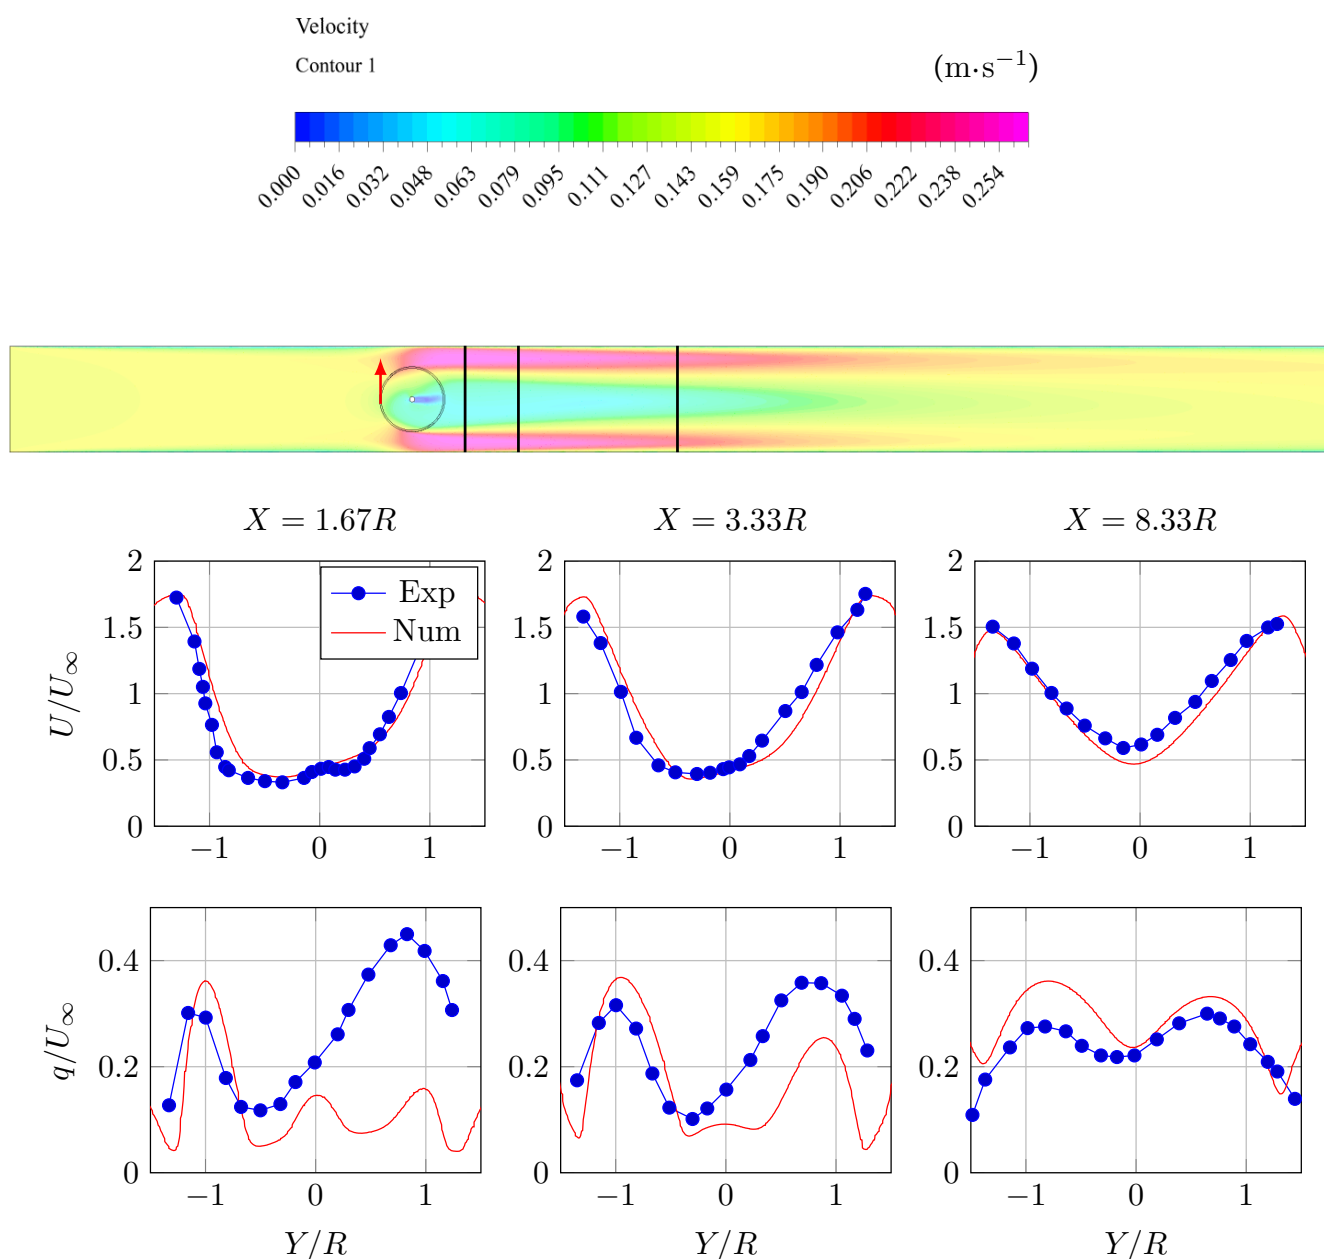 Velocity
Contour 1
(m·s⁻¹)
0.000 0.016 0.032 0.048 0.063 0.079 0.095 0.111 0.127 0.143 0.159 0.175 0.190 0.206 0.222 0.238 0.254
X = 1.67R X = 3.33R X = 8.33R
U/U∞
2 1.5 1 0.5 0
Exp
Num
−1 0 1
2 1.5 1 0.5 0
−1 0 1
2 1.5 1 0.5 0
−1 0 1
q/U∞
0.4 0.2 0
−1 0 1
Y/R
0.4 0.2 0
−1 0 1
Y/R
0.4 0.2 0
−1 0 1
Y/R